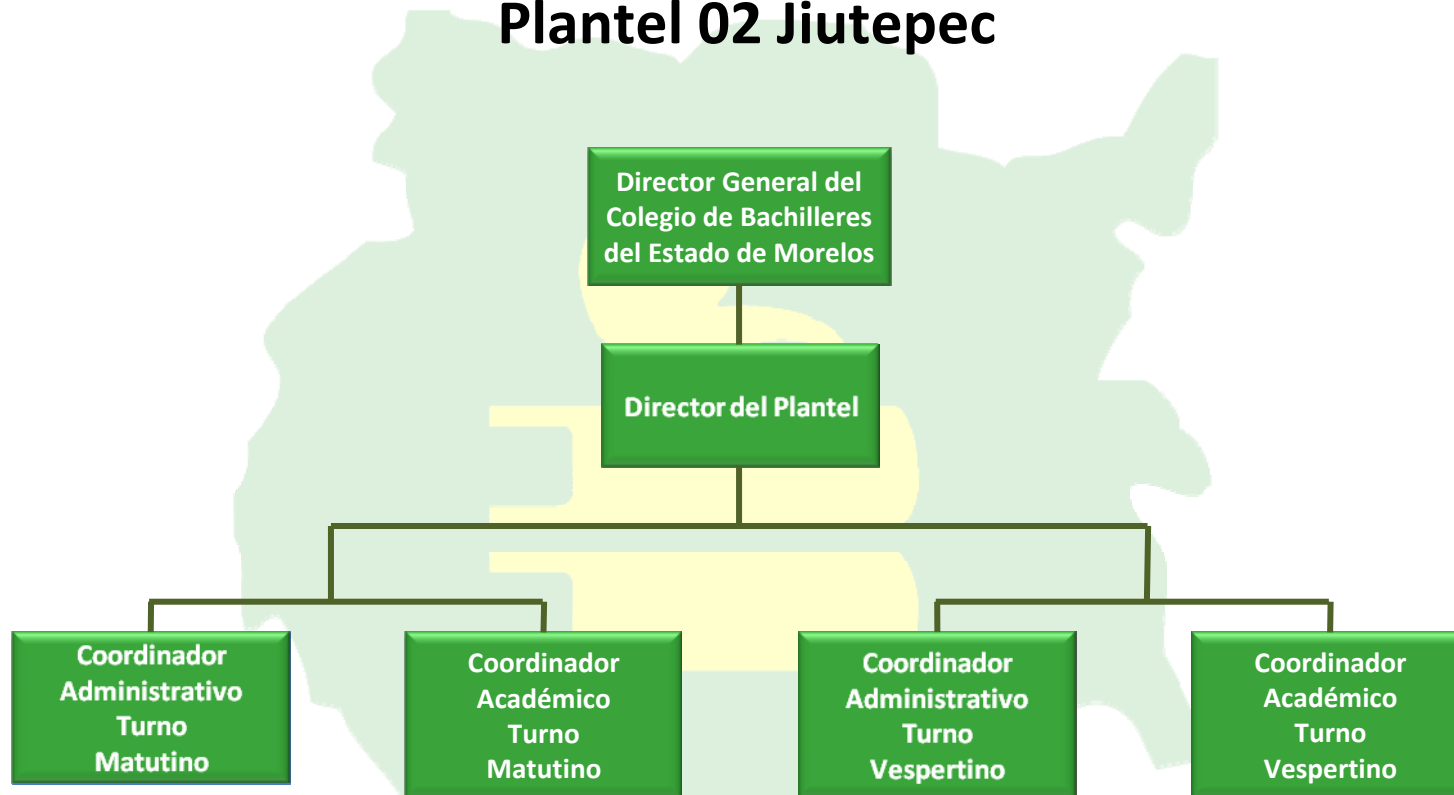 Plantel 02 Jiutepec
Director General del
Colegio de Bachilleres
del Estado de Morelos
Director del Plantel
Coordinador
Administrativo
Turno
Matutino
Coordinador
Académico
Turno
Matutino
Coordinador
Administrativo
Turno
Vespertino
Coordinador
Académico
Turno
Vespertino